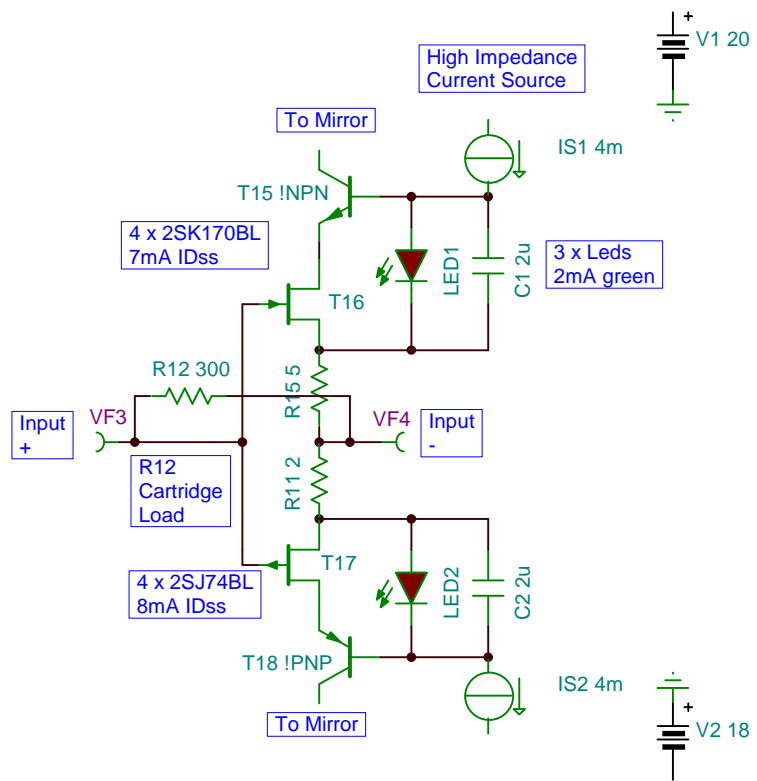 V1 20
High Impedance
Current Source
To Mirror
IS1 4m
T15 !NPN
4 x 2SK170BL
7mA IDss
LED1
C1 2u
3 x Leds
2mA green
T16
R12 300
R15 5
Input
+
VF3
VF4
Input
-
R12
Cartridge
Load
R11 2
T17
4 x 2SJ74BL
8mA IDss
LED2
C2 2u
T18 !PNP
IS2 4m
To Mirror
V2 18